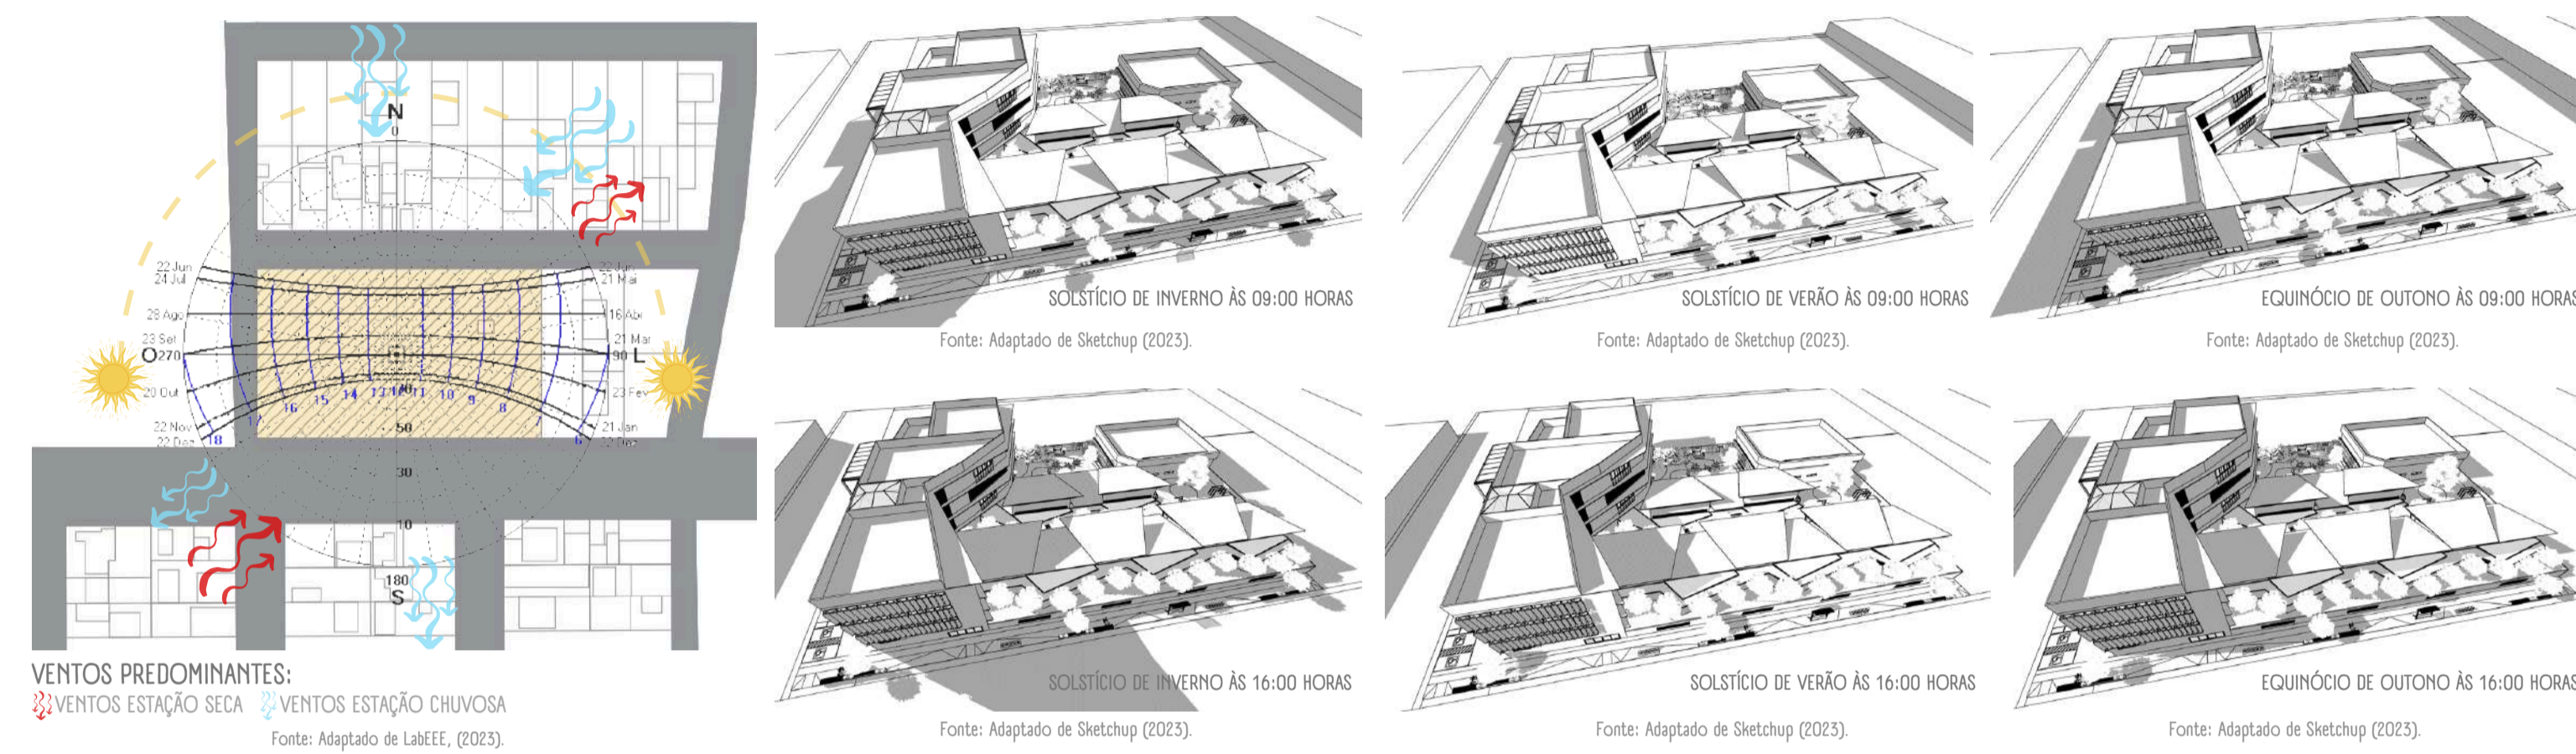 N
0
22 Jun
24 Jul
28 Ago
23 Set
O 270
20 Out
22 Nov
22 Dez
22 Jun
21 Mai
16 Abr
21 Mar
90 L
23 Fev
21 Jan
22 Dez
18
17
16
15
14
13
12
11
10
9
8
6
50
30
10
180
S
VENTOS PREDOMINANTES:
VENTOS ESTAÇÃO SECA VENTOS ESTAÇÃO CHUVOSA
Fonte: Adaptado de LabEEE, (2023).
SOLSTÍCIO DE INVERNO ÀS 09:00 HORAS
Fonte: Adaptado de Sketchup (2023).
SOLSTÍCIO DE VERÃO ÀS 09:00 HORAS
Fonte: Adaptado de Sketchup (2023).
EQUINÓCIO DE OUTONO ÀS 09:00 HORAS
Fonte: Adaptado de Sketchup (2023).
SOLSTÍCIO DE INVERNO ÀS 16:00 HORAS
Fonte: Adaptado de Sketchup (2023).
SOLSTÍCIO DE VERÃO ÀS 16:00 HORAS
Fonte: Adaptado de Sketchup (2023).
EQUINÓCIO DE OUTONO ÀS 16:00 HORAS
Fonte: Adaptado de Sketchup (2023).